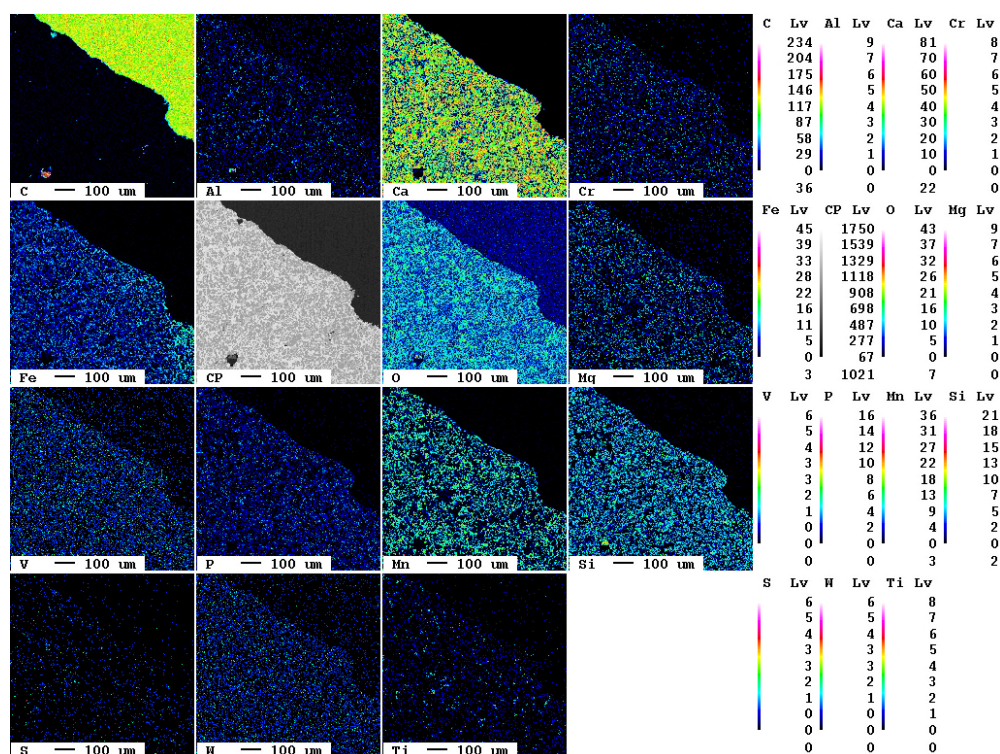 C Lv Al Lv Ca Lv Cr Lv
234 9 81 8
204 7 70 7
175 6 60 6
146 5 50 5
117 4 40 4
87 3 30 3
58 2 20 2
29 1 10 1
0 0 0 0
36 0 22 0
C 100 um Al 100 um Ca 100 um Cr 100 um
Fe Lv CP Lv O Lv Mg Lv
45 1750 43 9
39 1539 37 7
33 1329 32 6
28 1118 26 5
22 908 21 4
16 698 16 3
11 487 10 2
5 277 5 1
0 67 0 0
3 1021 7 0
Fe 100 um CP 100 um O 100 um Mg 100 um
V Lv P Lv Mn Lv Si Lv
6 16 36 21
5 14 31 18
4 12 27 15
3 10 22 13
3 8 18 10
2 6 13 7
1 4 9 5
0 2 4 2
0 0 0 0
0 0 3 2
V 100 um P 100 um Mn 100 um Si 100 um
S Lv W Lv Ti Lv
6 6 8
5 5 7
4 4 6
3 3 5
3 3 4
2 2 3
1 1 2
0 0 1
0 0 0
0 0 0
S 100 um W 100 um Ti 100 um